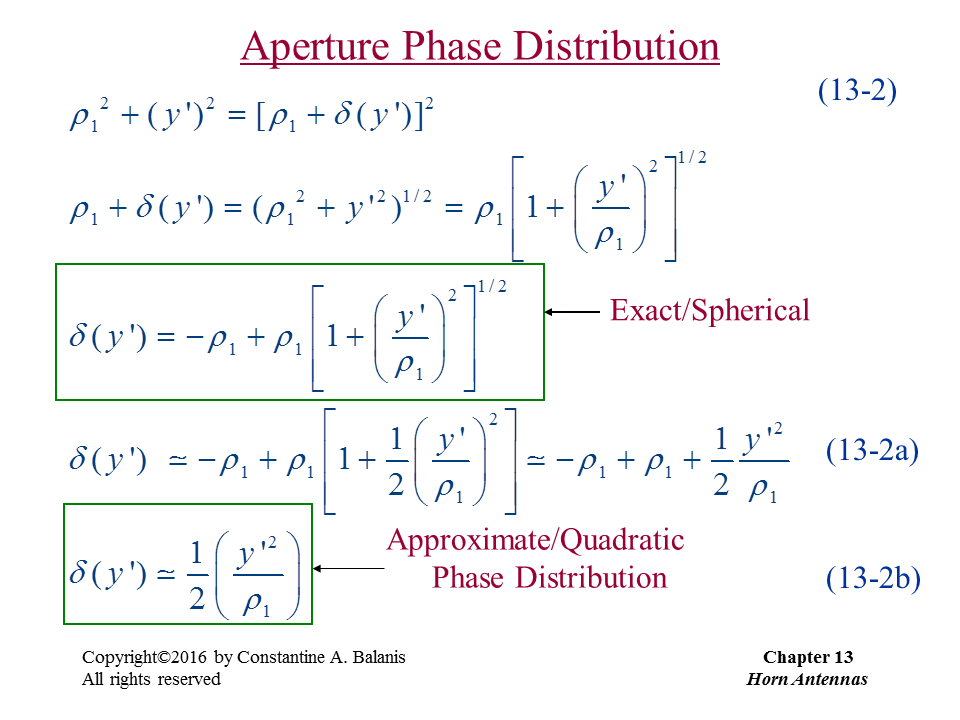 Aperture Phase Distribution
ρ₁² + (y')² = [ρ₁ + δ(y')]² (13-2)
ρ₁ + δ(y') = (ρ₁² + y'²)^{1/2} = ρ₁[1 + (y'/ρ₁)²]^{1/2}
δ(y') = −ρ₁ + ρ₁[1 + (y'/ρ₁)²]^{1/2} Exact/Spherical
δ(y') ≃ −ρ₁ + ρ₁[1 + 1/2 (y'/ρ₁)²] ≃ −ρ₁ + ρ₁ + 1/2 y'²/ρ₁ (13-2a)
δ(y') ≃ 1/2 (y'²/ρ₁) (13-2b)
Approximate/Quadratic
Phase Distribution
Copyright©2016 by Constantine A. Balanis
All rights reserved
Chapter 13
Horn Antennas